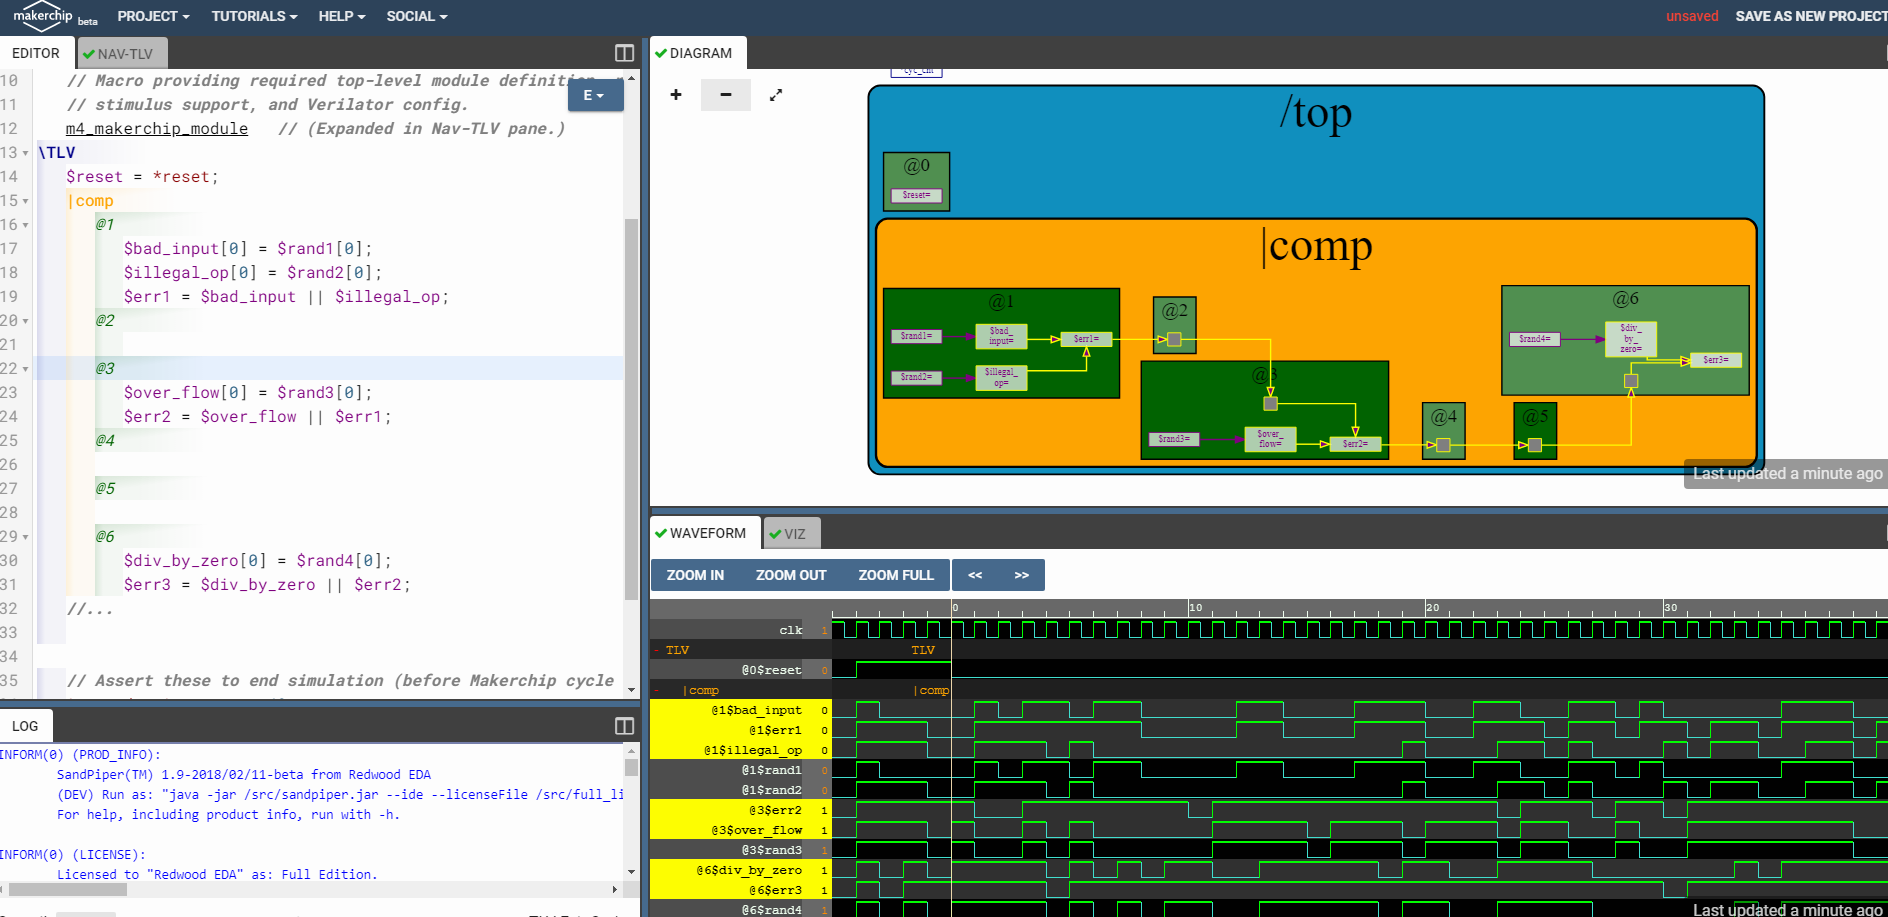 makerchip beta PROJECT TUTORIALS HELP SOCIAL unsaved SAVE AS NEW PROJECT
EDITOR NAV-TLV
10 // Macro providing required top-level module definition,
E
11 // stimulus support, and Verilator config.
12 m4_makerchip_module // (Expanded in Nav-TLV pane.)
13 \TLV
14 $reset = *reset;
15 |comp
16 @1
17 $bad_input[0] = $rand1[0];
18 $illegal_op[0] = $rand2[0];
19 $err1 = $bad_input || $illegal_op;
20 @2
21
22 @3
23 $over_flow[0] = $rand3[0];
24 $err2 = $over_flow || $err1;
25 @4
26
27 @5
28
29 @6
30 $div_by_zero[0] = $rand4[0];
31 $err3 = $div_by_zero || $err2;
32 //...
33
34
35 // Assert these to end simulation (before Makerchip cycle
LOG
INFORM(0) (PROD_INFO):
SandPiper(TM) 1.9-2018/02/11-beta from Redwood EDA
(DEV) Run as: "java -jar /src/sandpiper.jar --ide --licenseFile /src/full_li
For help, including product info, run with -h.
INFORM(0) (LICENSE):
Licensed to "Redwood EDA" as: Full Edition.
DIAGRAM
+ −
/top
@0
$reset=
|comp
@1
$rand1=
$bad_
input=
$err1=
$rand2=
$illegal_
op=
@2
@3
$rand3=
$over_
flow=
$err2=
@4
@5
@6
$rand4=
$div_
by_
zero=
$err3=
Last updated a minute ago
WAVEFORM VIZ
ZOOM IN ZOOM OUT ZOOM FULL << >>
0 10 20 30
clk 1
- TLV TLV
@0$reset 0
- |comp |comp
@1$bad_input 0
@1$err1 0
@1$illegal_op 0
@1$rand1 0
@1$rand2 0
@3$err2 1
@3$over_flow 1
@3$rand3 1
@6$div_by_zero 1
@6$err3 1
@6$rand4 1
Last updated a minute ago